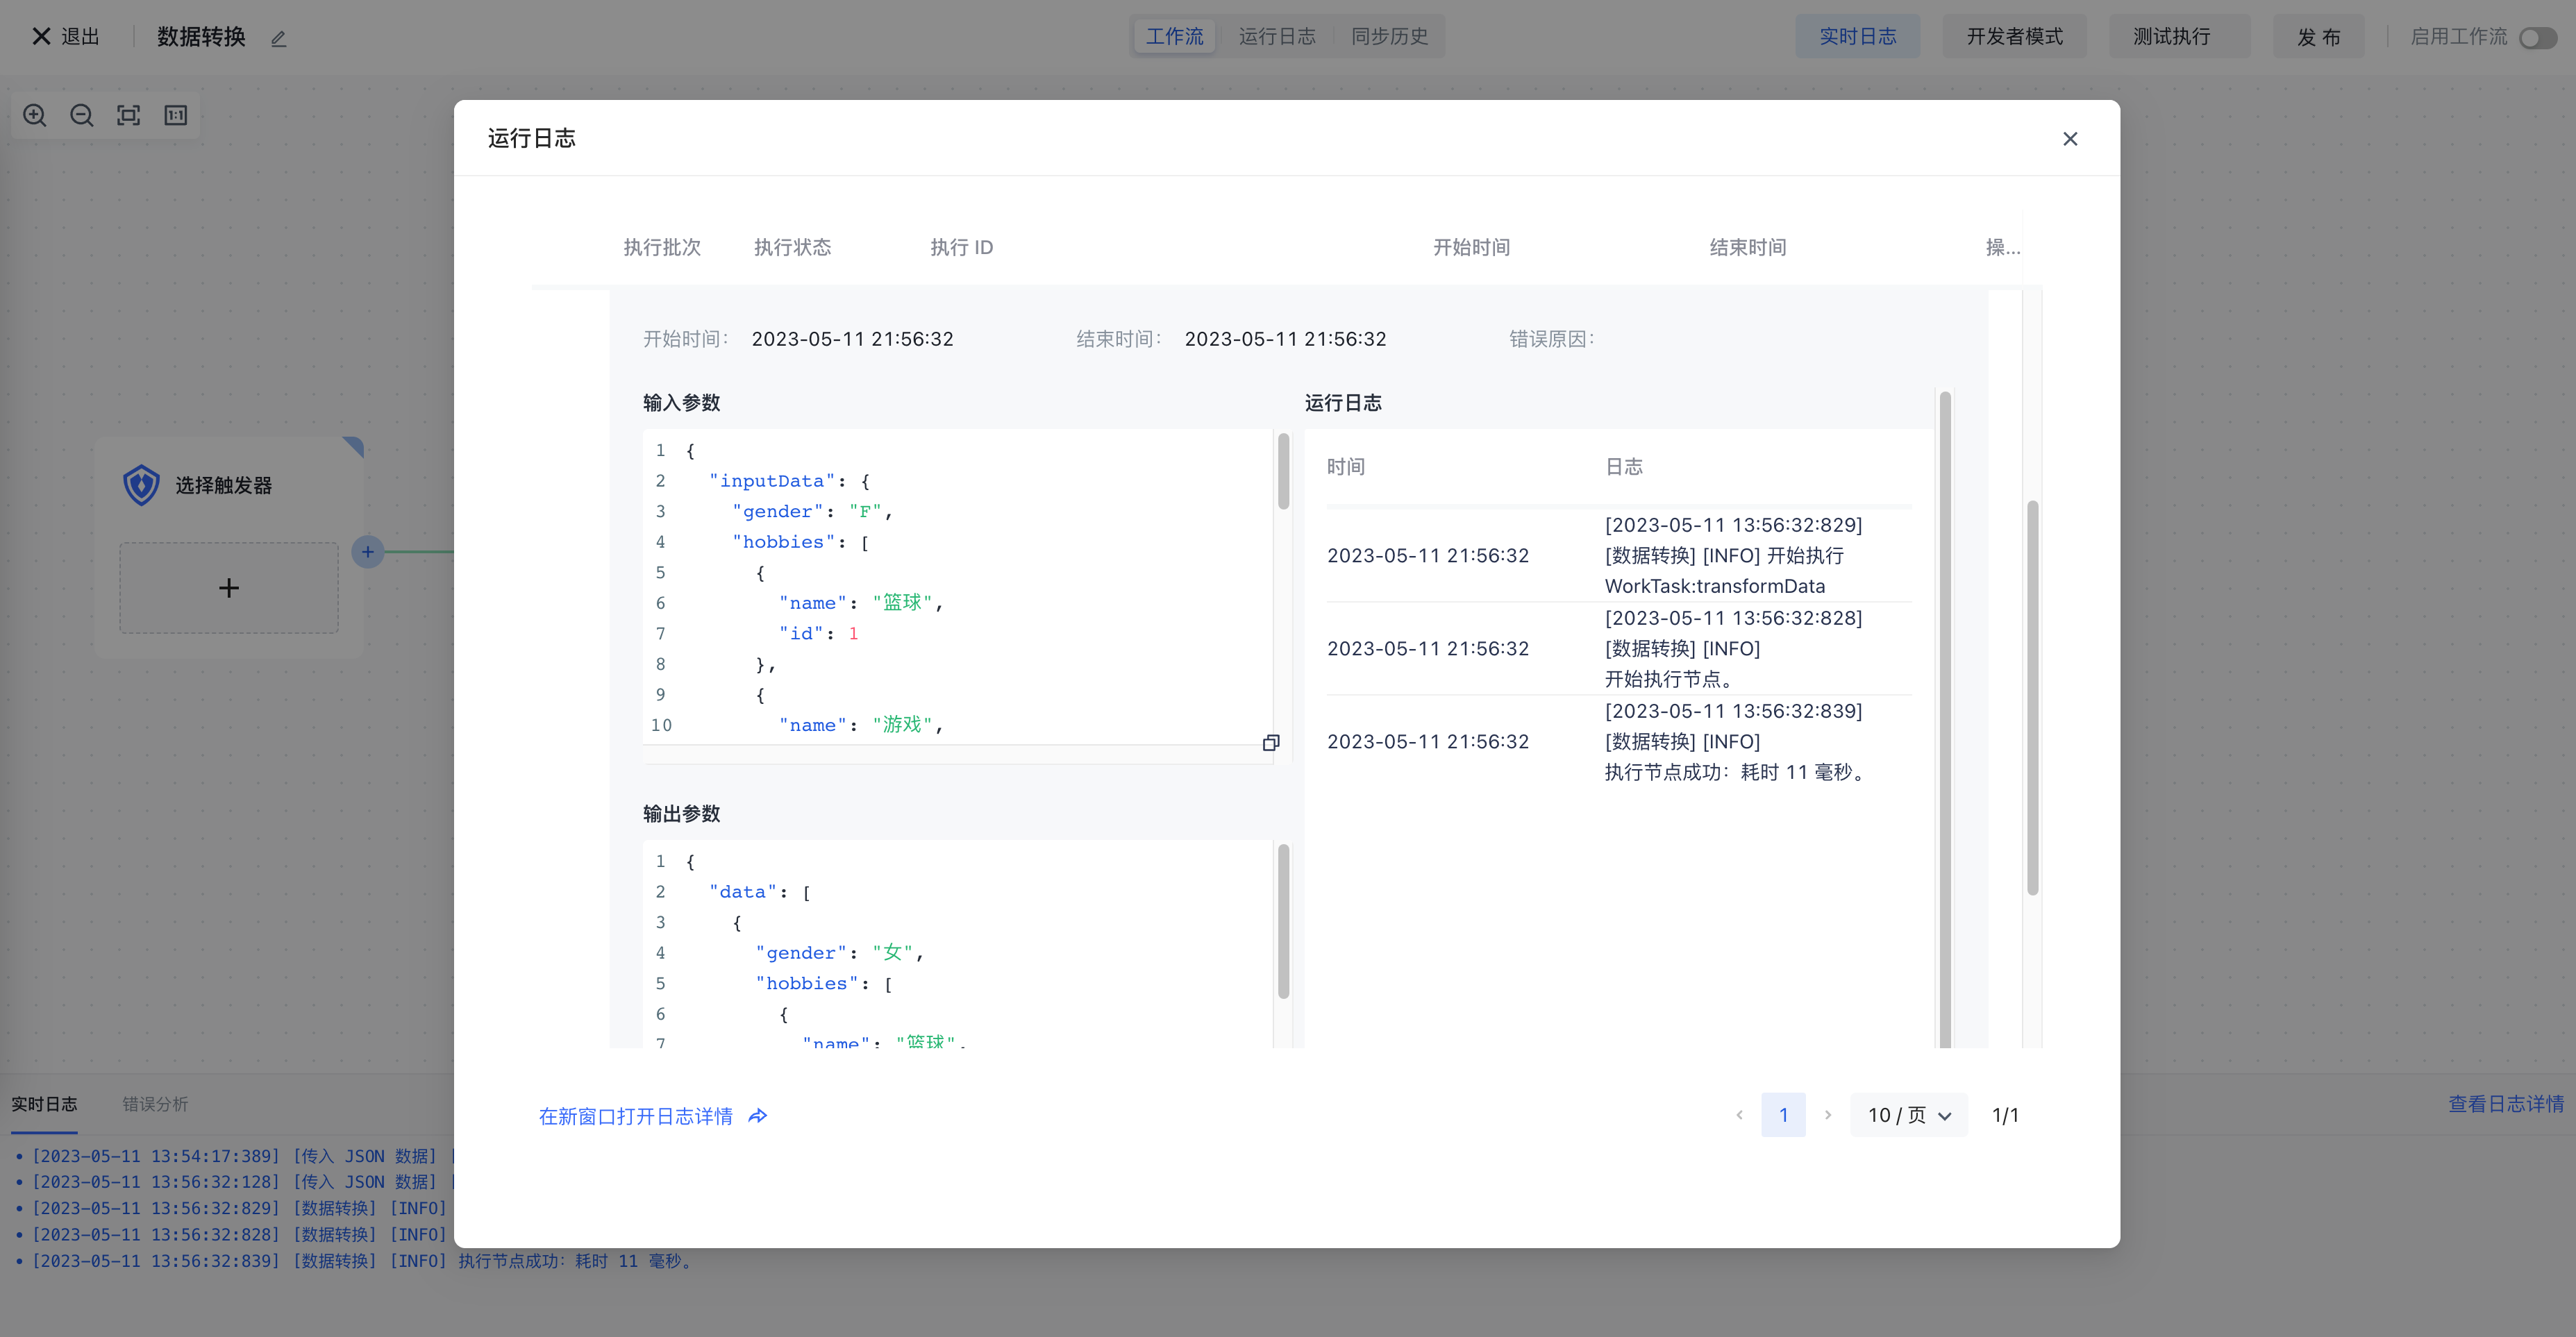 退出 数据转换 工作流 运行日志 同步历史 实时日志 开发者模式 测试执行 发 布 启用工作流
1:1
选择触发器
运行日志
执行批次 执行状态 执行 ID 开始时间 结束时间 操...
开始时间： 2023-05-11 21:56:32 结束时间： 2023-05-11 21:56:32 错误原因：
输入参数
1 {
2 "inputData": {
3 "gender": "F",
4 "hobbies": [
5 {
6 "name": "篮球",
7 "id": 1
8 },
9 {
10 "name": "游戏",
运行日志
时间 日志
2023-05-11 21:56:32
[2023-05-11 13:56:32:829]
[数据转换] [INFO] 开始执行
WorkTask:transformData
2023-05-11 21:56:32
[2023-05-11 13:56:32:828]
[数据转换] [INFO]
开始执行节点。
2023-05-11 21:56:32
[2023-05-11 13:56:32:839]
[数据转换] [INFO]
执行节点成功：耗时 11 毫秒。
输出参数
1 {
2 "data": [
3 {
4 "gender": "女",
5 "hobbies": [
6 {
7 "name": "篮球",
在新窗口打开日志详情 1 10 / 页 1/1
实时日志 错误分析 查看日志详情
[2023-05-11 13:54:17:389] [传入 JSON 数据]
[2023-05-11 13:56:32:128] [传入 JSON 数据]
[2023-05-11 13:56:32:829] [数据转换] [INFO]
[2023-05-11 13:56:32:828] [数据转换] [INFO]
[2023-05-11 13:56:32:839] [数据转换] [INFO] 执行节点成功：耗时 11 毫秒。